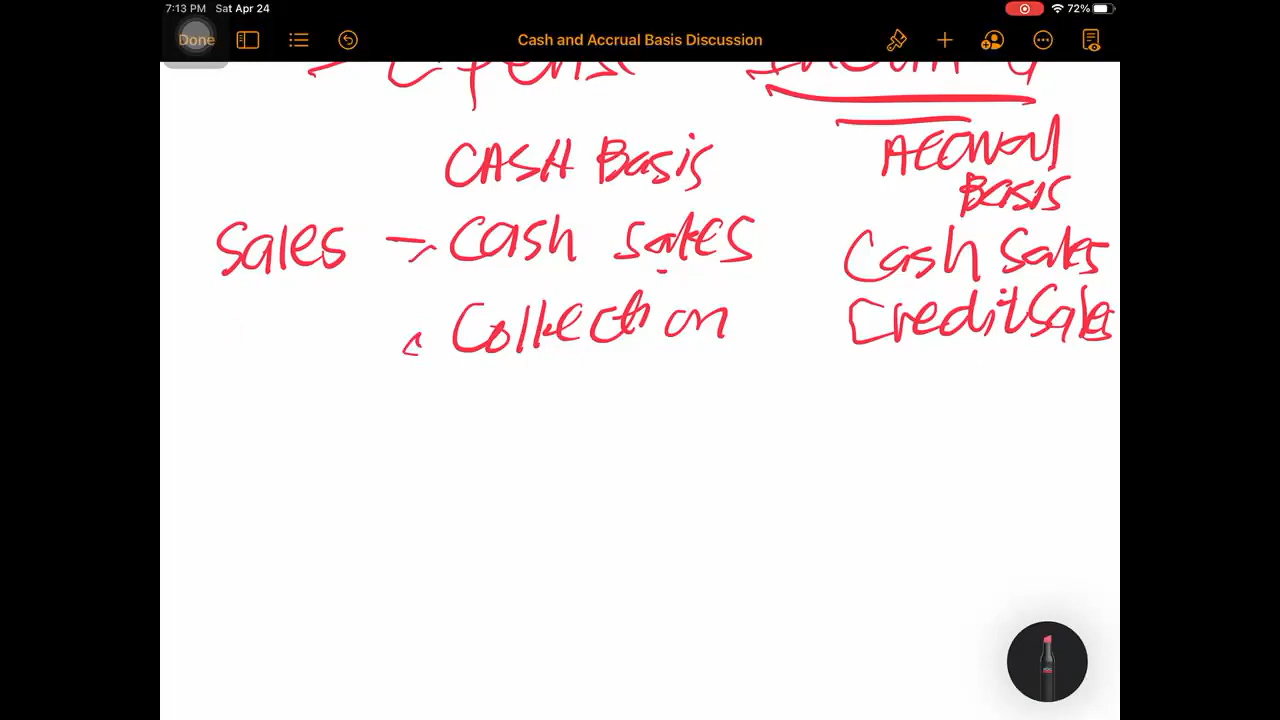 7:13 PM Sat Apr 24
72%
Done
Cash and Accrual Basis Discussion
Expense
CASH Basis
Accrual
Basis
Sales - Cash Sales
Collection
Cash Sales
Credit Sales